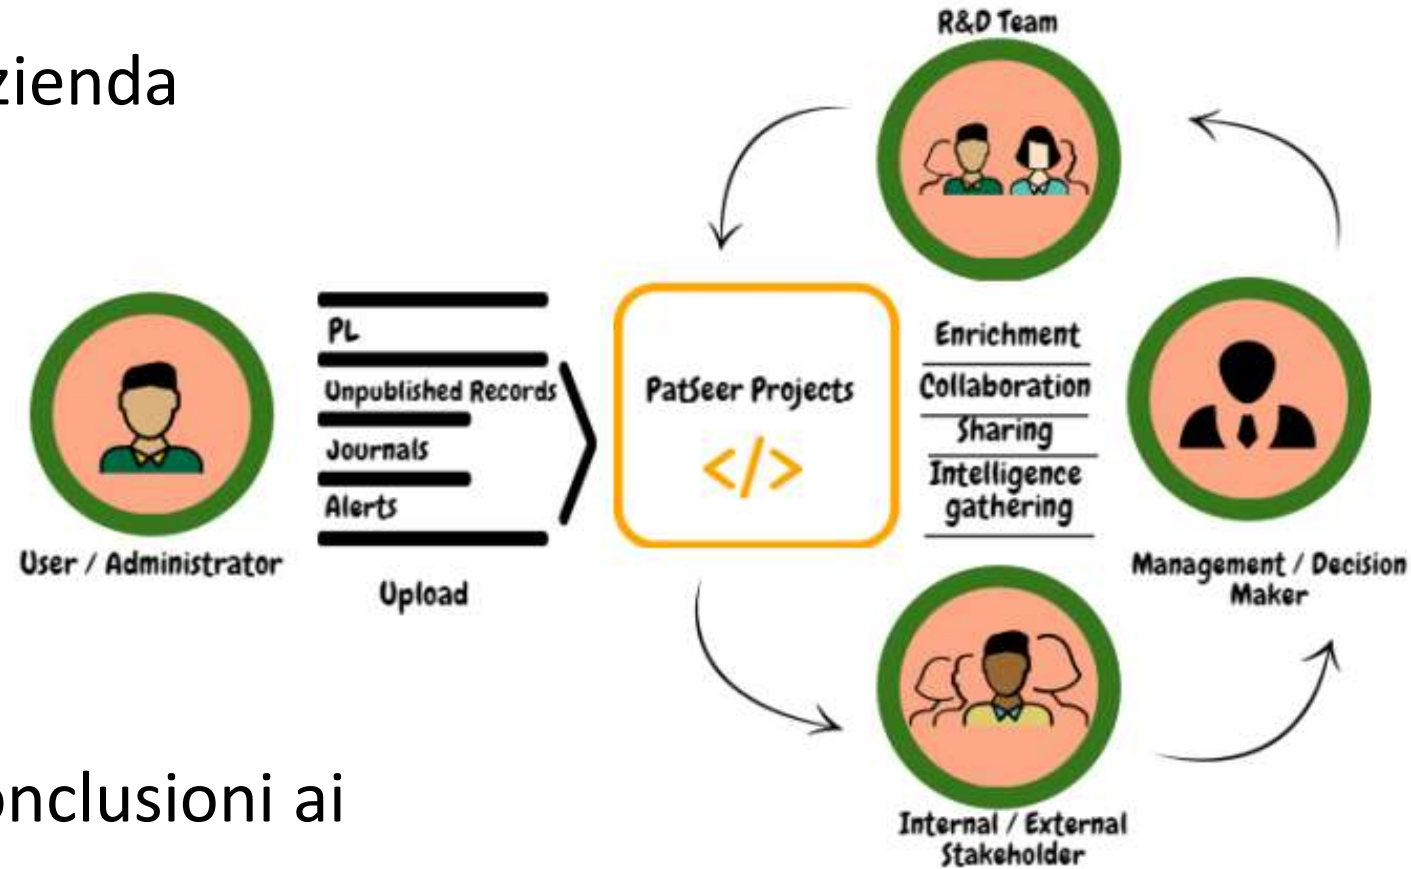 zienda
R&D Team
PL
Unpublished Records
Journals
Alerts
Upload
User / Administrator
PatSeer Projects
</>
Enrichment
Collaboration
Sharing
Intelligence
gathering
Management / Decision
Maker
Internal / External
Stakeholder
onclusioni ai